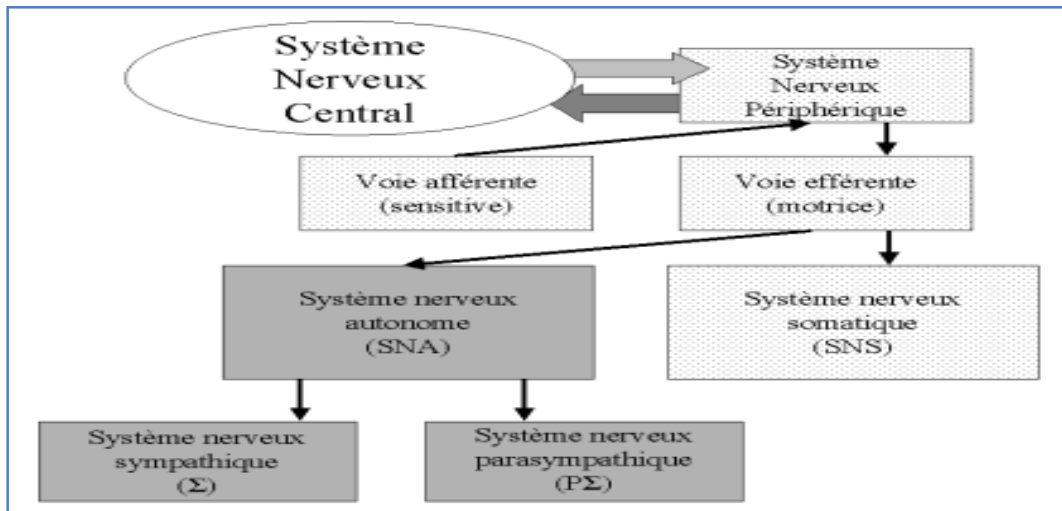 Système
Nerveux
Central
Système
Nerveux
Périphérique
Voie afférente
(sensitive)
Voie efférente
(motrice)
Système nerveux
autonome
(SNA)
Système nerveux
somatique
(SNS)
Système nerveux
sympathique
(Σ)
Système nerveux
parasympathique
(PΣ)